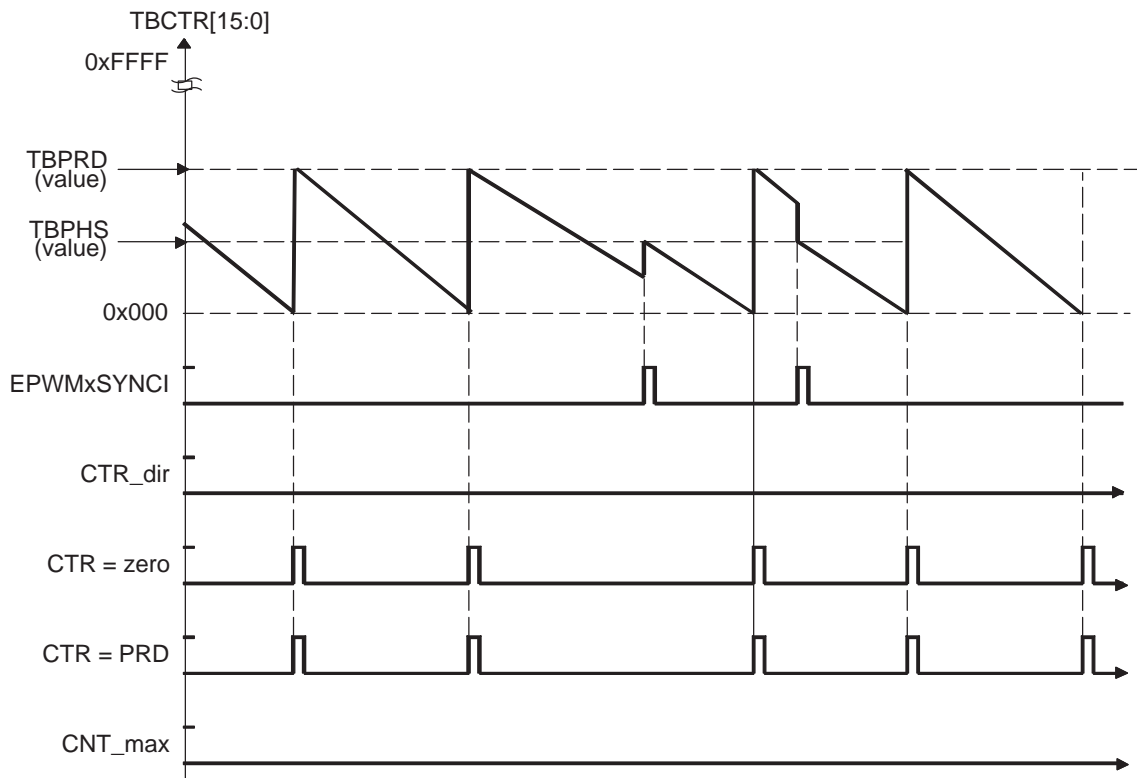 TBCTR[15:0]
0xFFFF
TBPRD
(value)
TBPHS
(value)
0x000
EPWMxSYNCI
CTR_dir
CTR = zero
CTR = PRD
CNT_max